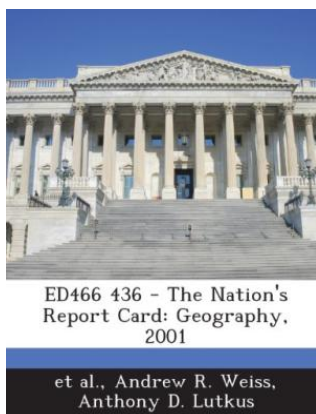 ED466 436 - The Nation's
Report Card: Geography,
2001
et al., Andrew R. Weiss,
Anthony D. Lutkus